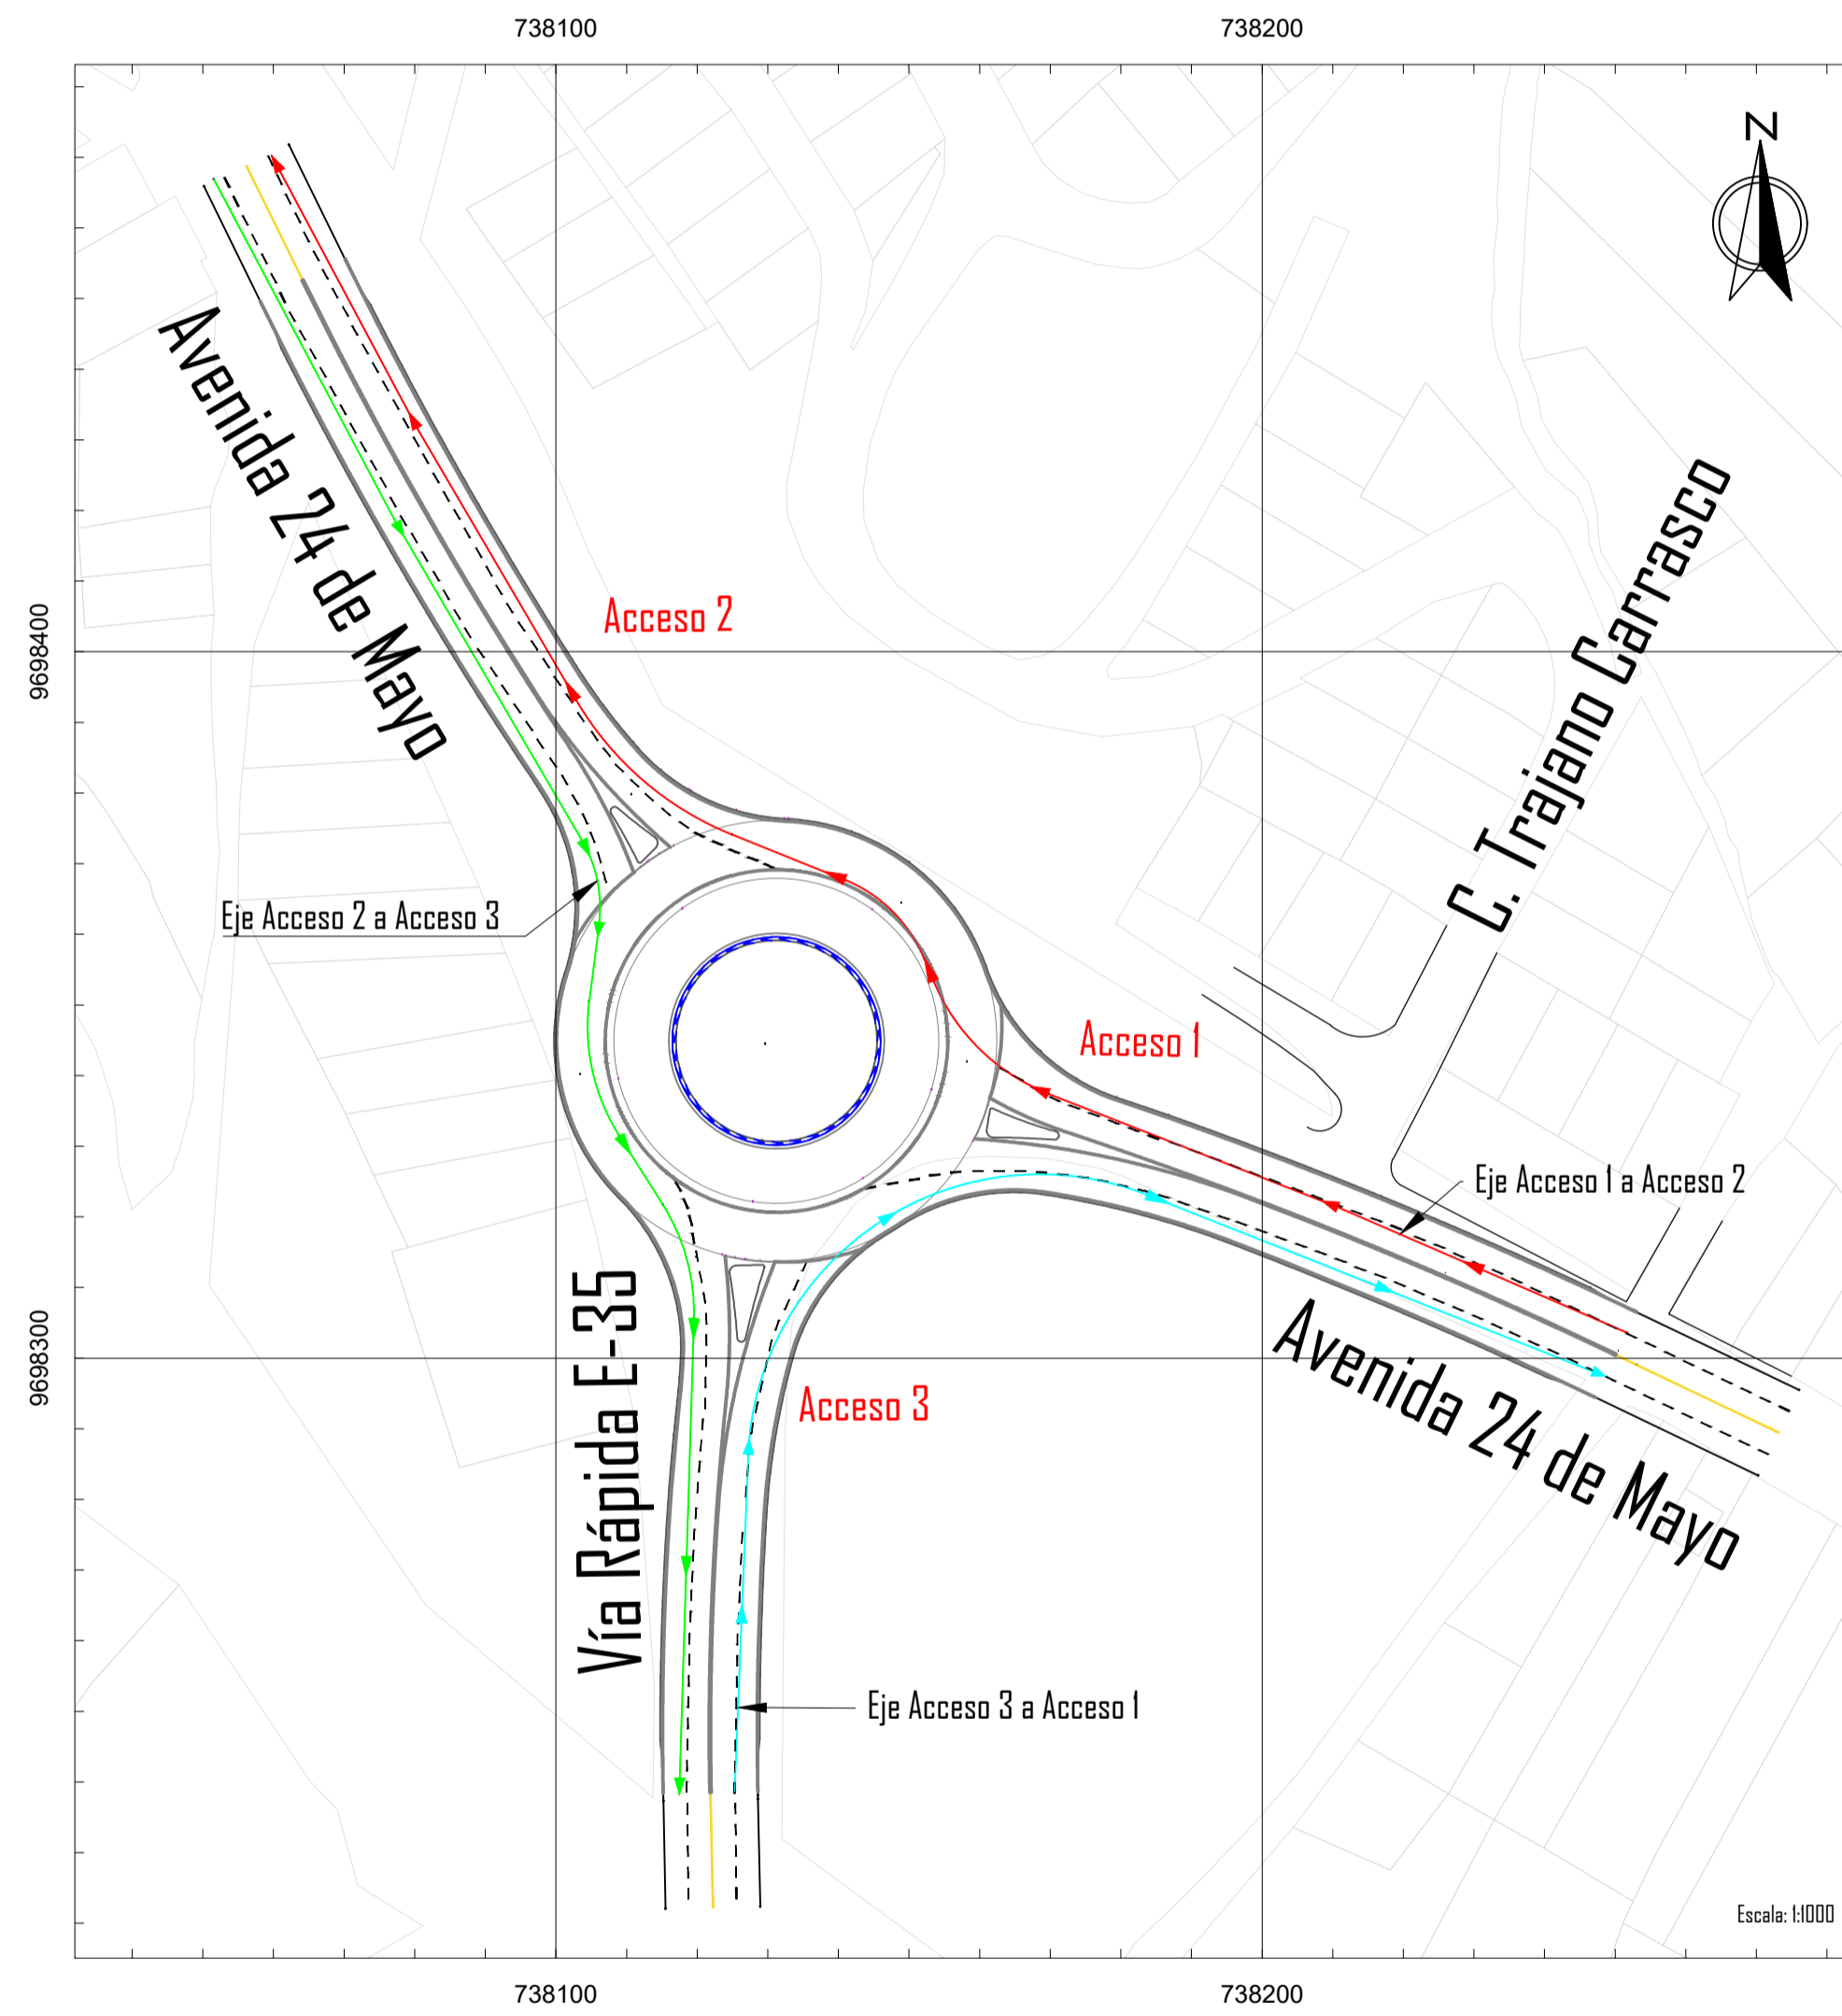 738100
738200
N
Avenida 24 de Mayo
9698400
Acceso 2
C. Trajano Carrasco
Eje Acceso 2 a Acceso 3
Acceso 1
Eje Acceso 1 a Acceso 2
9698300
Vía Rápida E-35
Acceso 3
Avenida 24 de Mayo
Eje Acceso 3 a Acceso 1
Escala: 1:1000
738100
738200